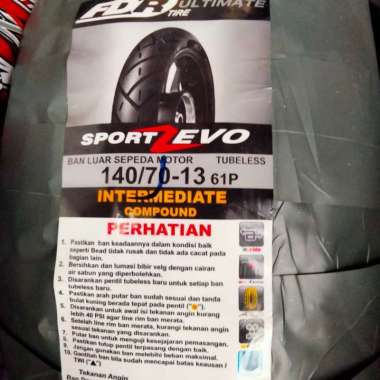 FDR ULTIMATE
TIRE
SPORT ZEVO
BAN LUAR SEPEDA MOTOR TUBELESS
140/70-13 61P
INTERMEDIATE
COMPOUND
PERHATIAN
1. Pastikan ban keadaannya dalam kondisi baik
seperti Bead tidak rusak dan tidak ada cacat pada
bagian lain.
2. Bersihkan dan lumasi bibir velg dengan cairan
air sabun yang diperbolehkan.
3. Disarankan pentil tubeless baru untuk setiap ban
tubeless baru.
4. Pastikan arah putar ban sudah sesuai dan tanda
bulat kuning berada tepat pada pentil ("●").
5. Disarankan untuk awal isi tekanan angin kurang
lebih 40 PSI agar line rim ban merata.
6. Setelah line rim ban merata, kurangi tekanan angin
sesuai tekanan angin yang disarankan.
7. Putar ban untuk menguji kesejajaran pemasangan.
8. Pastikan tutup pentil terpasang dengan baik.
9. Jangan gunakan ban melebihi beban maksimal.
10. Gantilah ban bila sudah mencapai batas keausan /
TWI ("▲")
Tekanan Angin